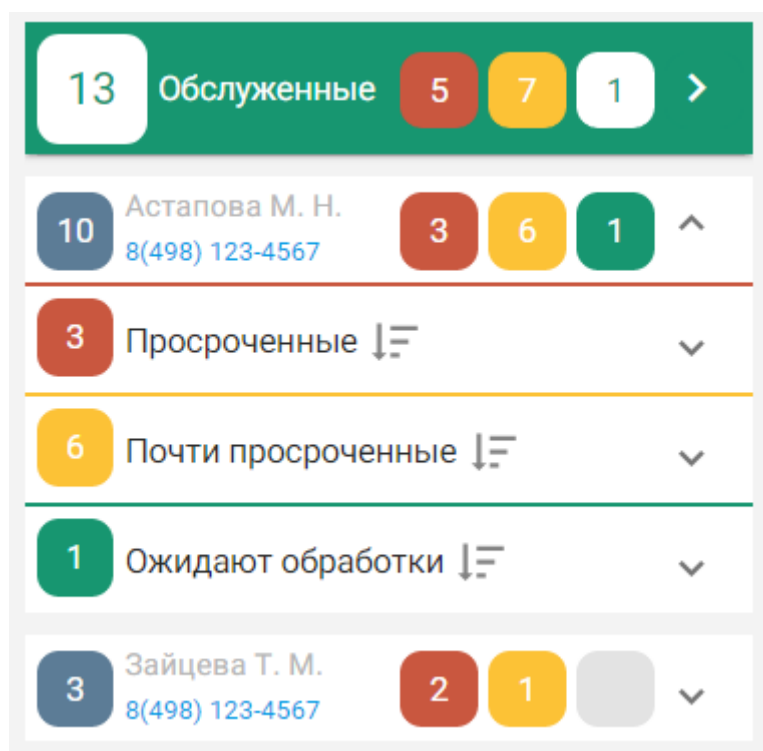 13 Обслуженные 5 7 1
10 Астапова М. Н. 3 6 1
8(498) 123-4567
3 Просроченные
6 Почти просроченные
1 Ожидают обработки
3 Зайцева Т. М. 2 1
8(498) 123-4567